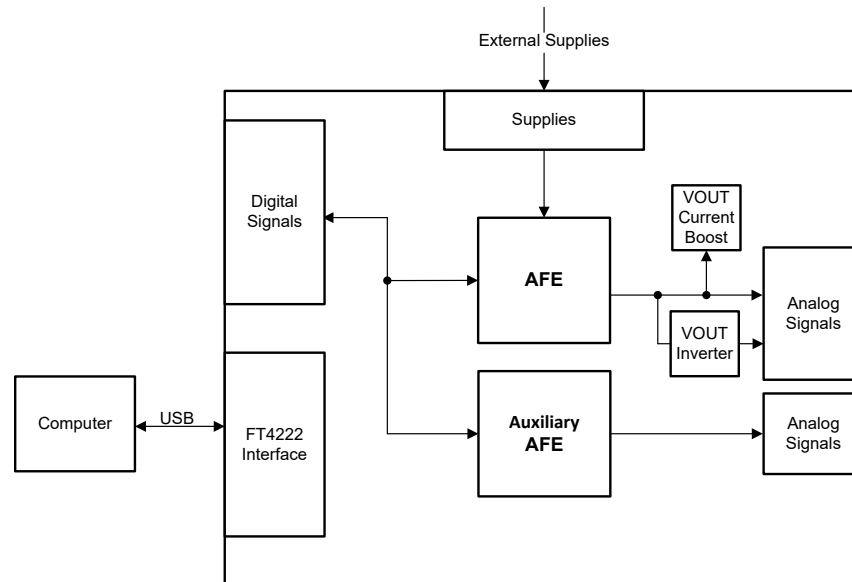 External Supplies
Supplies
Digital
Signals
VOUT
Current
Boost
AFE
Analog
Signals
VOUT
Inverter
Computer
USB
FT4222
Interface
Auxiliary
AFE
Analog
Signals